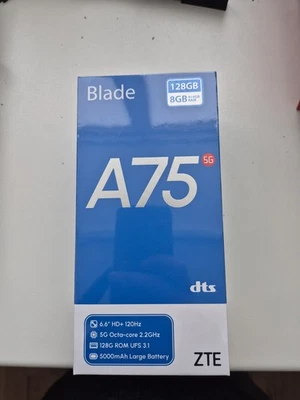 Blade
128GB
8GB
A75 5G
dts
6.6" HD+ 120Hz
5G Octa-core 2.2GHz
128G ROM UFS 3.1
5000mAh Large Battery
ZTE